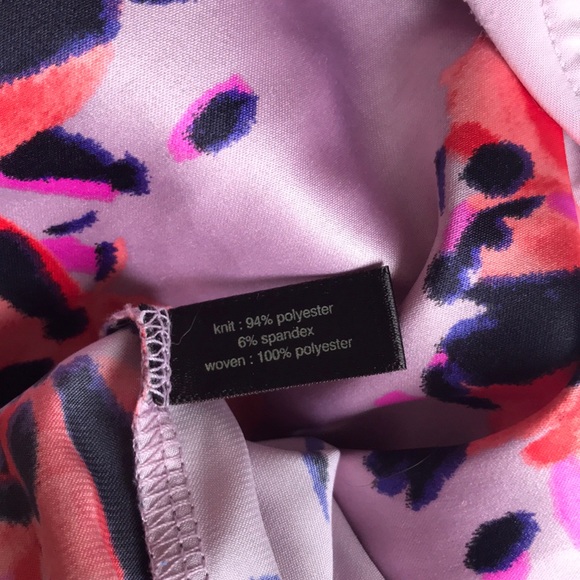 knit : 94% polyester
6% spandex
woven : 100% polyester